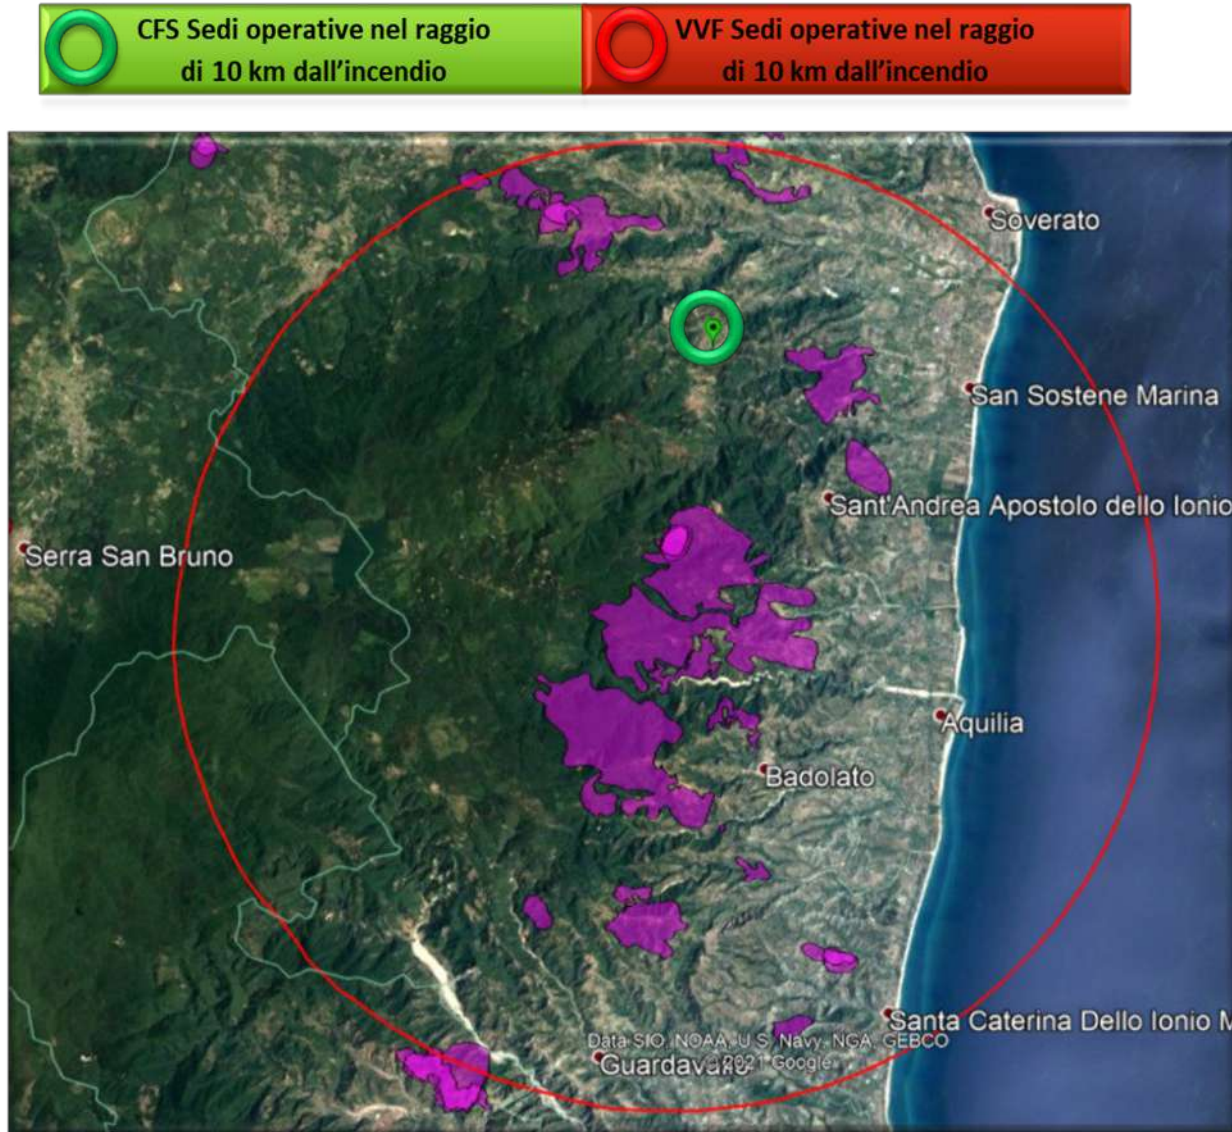 CFS Sedi operative nel raggio
di 10 km dall'incendio
VVF Sedi operative nel raggio
di 10 km dall'incendio
Soverato
San Sostene Marina
Sant'Andrea Apostolo dello Ionio
Serra San Bruno
Aquilia
Badolato
Santa Caterina Dello Ionio M
Data SIO, NOAA, U.S. Navy, NGA, GEBCO
Guardavalle
©2021 Google